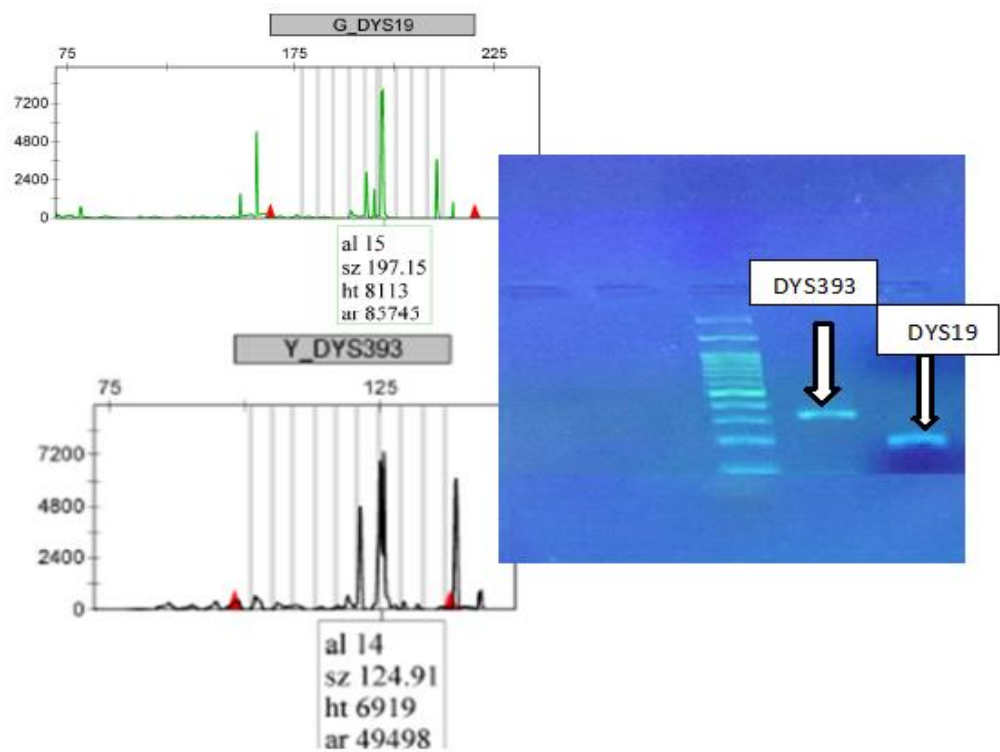 G_DYS19
75 175 225
7200
4800
2400
0
al 15
sz 197.15
ht 8113
ar 85745
Y_DYS393
75 125
7200
4800
2400
0
al 14
sz 124.91
ht 6919
ar 49498
DYS393
DYS19